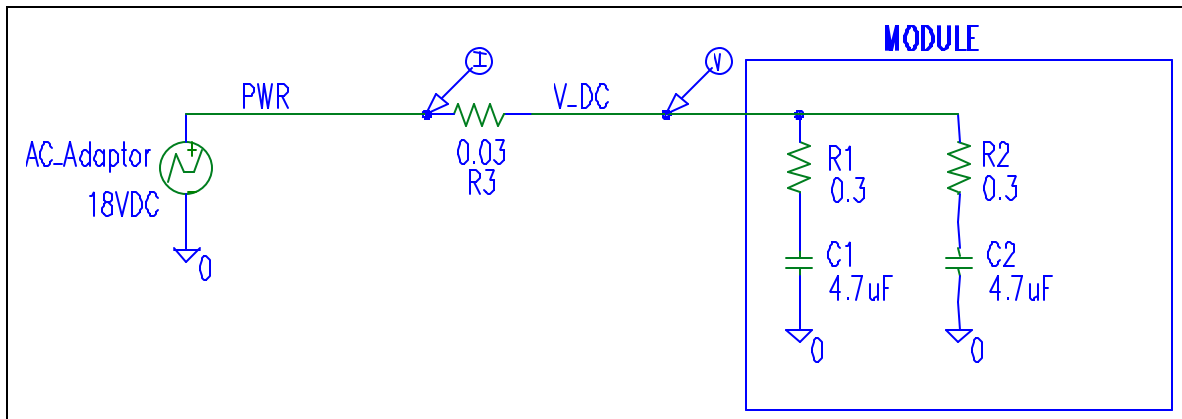 MODULE
I
V
PWR
V_DC
AC_Adaptor
18VDC
0.03
R3
R1
0.3
R2
0.3
C1
4.7uF
C2
4.7uF
0
0
0